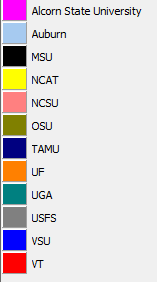 Alcorn State University
Auburn
MSU
NCAT
NCSU
OSU
TAMU
UF
UGA
USFS
VSU
VT